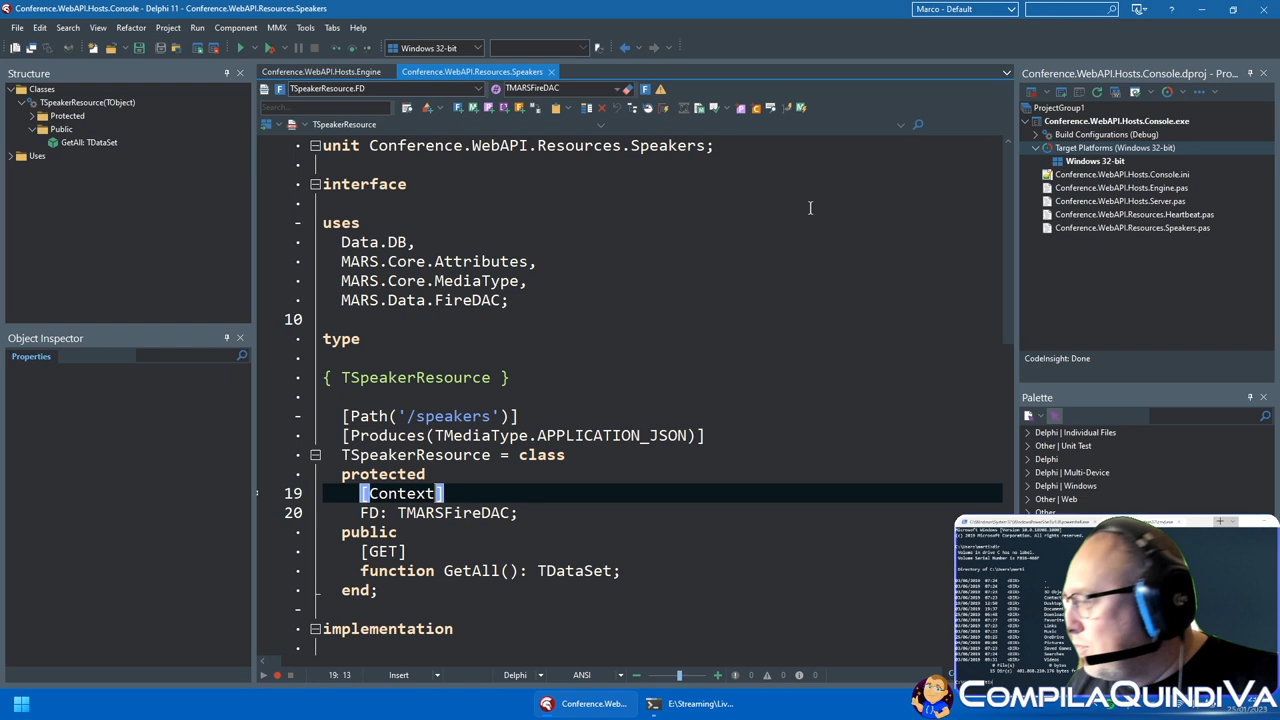 Conference.WebAPI.Hosts.Console - Delphi 11 - Conference.WebAPI.Resources.Speakers
Marco - Default
File Edit Search View Refactor Project Run Component MMX Tools Tabs Help
Windows 32-bit
Structure
Classes
TSpeakerResource(TObject)
Protected
Public
GetAll: TDataSet
Uses
Object Inspector
Properties
Conference.WebAPI.Hosts.Engine
Conference.WebAPI.Resources.Speakers
TSpeakerResource.FD
TMARSFireDAC
Search...
TSpeakerResource
unit Conference.WebAPI.Resources.Speakers;
interface
uses
Data.DB,
MARS.Core.Attributes,
MARS.Core.MediaType,
MARS.Data.FireDAC;
10
type
{ TSpeakerResource }
[Path('/speakers')]
[Produces(TMediaType.APPLICATION_JSON)]
TSpeakerResource = class
protected
19 [Context]
20 FD: TMARSFireDAC;
public
[GET]
function GetAll(): TDataSet;
end;
implementation
19: 13
Insert
Delphi
ANSI
0
0
0
Conference.WebAPI.Hosts.Console.dproj - Pro...
ProjectGroup1
Conference.WebAPI.Hosts.Console.exe
Build Configurations (Debug)
Target Platforms (Windows 32-bit)
Windows 32-bit
Conference.WebAPI.Hosts.Console.ini
Conference.WebAPI.Hosts.Engine.pas
Conference.WebAPI.Hosts.Server.pas
Conference.WebAPI.Resources.Heartbeat.pas
Conference.WebAPI.Resources.Speakers.pas
CodeInsight: Done
Palette
Delphi | Individual Files
Other | Unit Test
Delphi
Delphi | Multi-Device
Delphi | Windows
Other | Web
Other
COMPILAQUINDIVA
Conference.Web...
E:\Streaming\Liv...
25/01/2023